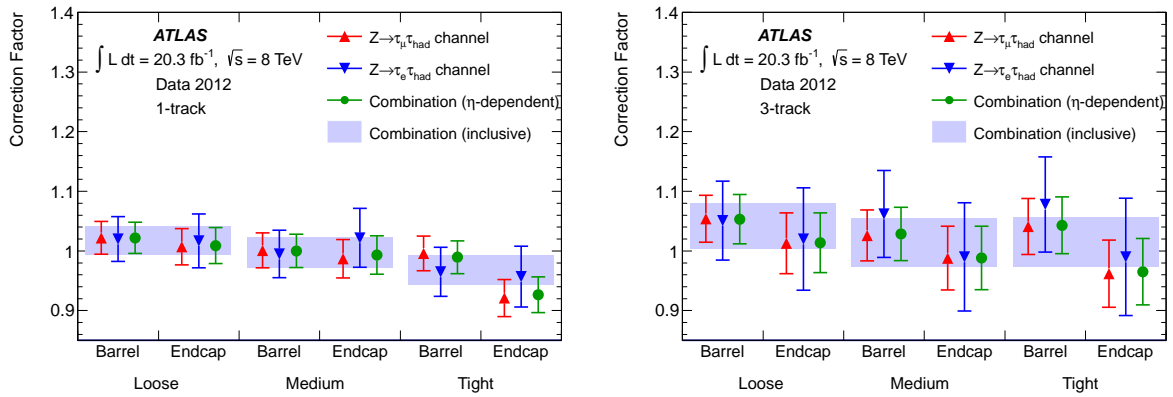 ATLAS
∫ L dt = 20.3 fb⁻¹, √s = 8 TeV
Data 2012
1-track
Z→τ_μτ_had channel
Z→τ_eτ_had channel
Combination (η-dependent)
Combination (inclusive)
Correction Factor
1.4
1.3
1.2
1.1
1
0.9
Barrel Endcap Barrel Endcap Barrel Endcap
Loose Medium Tight
ATLAS
∫ L dt = 20.3 fb⁻¹, √s = 8 TeV
Data 2012
3-track
Z→τ_μτ_had channel
Z→τ_eτ_had channel
Combination (η-dependent)
Combination (inclusive)
Correction Factor
1.4
1.3
1.2
1.1
1
0.9
Barrel Endcap Barrel Endcap Barrel Endcap
Loose Medium Tight